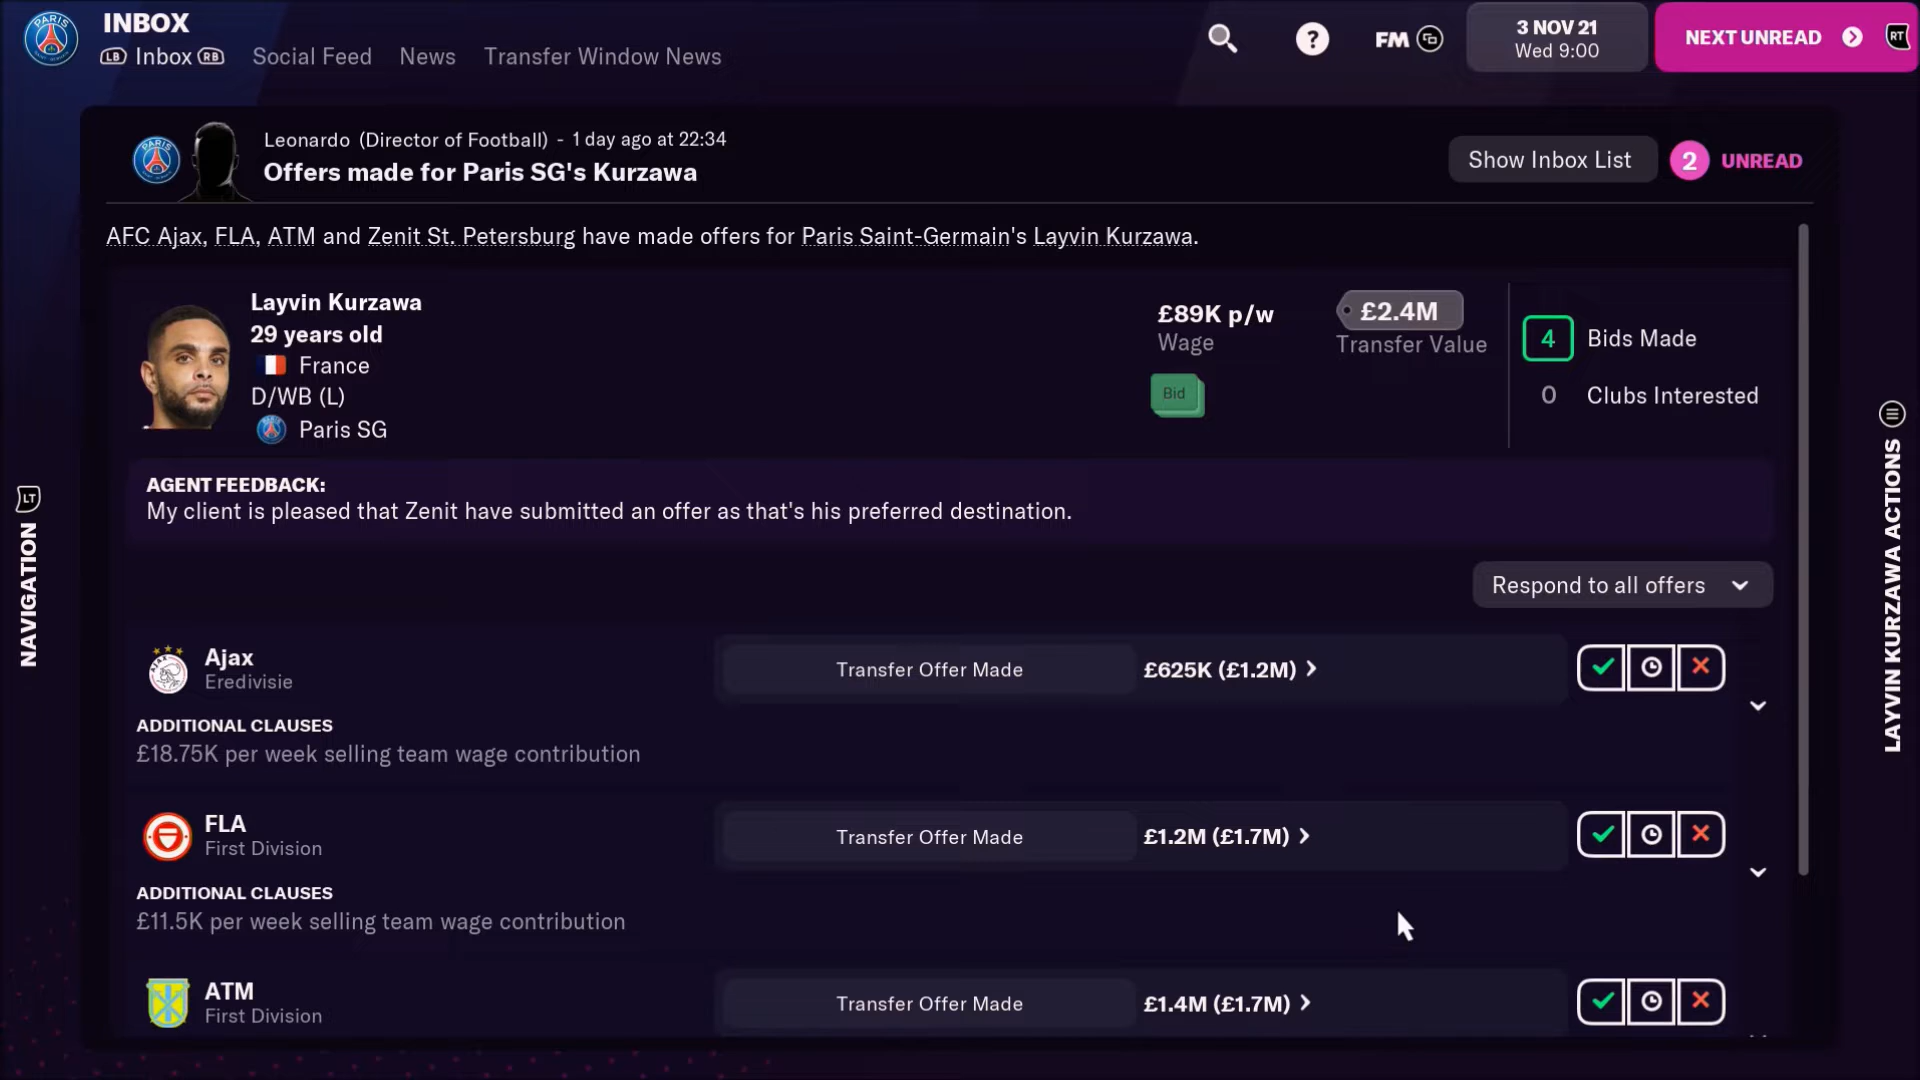 INBOX
LB Inbox RB Social Feed News Transfer Window News
FM
3 NOV 21
Wed 9:00
NEXT UNREAD
RT
PARIS
Leonardo (Director of Football) - 1 day ago at 22:34
Offers made for Paris SG's Kurzawa
Show Inbox List
2 UNREAD
AFC Ajax, FLA, ATM and Zenit St. Petersburg have made offers for Paris Saint-Germain's Layvin Kurzawa.
Layvin Kurzawa
29 years old
France
D/WB (L)
Paris SG
£89K p/w
Wage
Bid
£2.4M
Transfer Value
4 Bids Made
0 Clubs Interested
AGENT FEEDBACK:
My client is pleased that Zenit have submitted an offer as that's his preferred destination.
Respond to all offers
Ajax
Eredivisie
Transfer Offer Made
£625K (£1.2M)
ADDITIONAL CLAUSES
£18.75K per week selling team wage contribution
FLA
First Division
Transfer Offer Made
£1.2M (£1.7M)
ADDITIONAL CLAUSES
£11.5K per week selling team wage contribution
ATM
First Division
Transfer Offer Made
£1.4M (£1.7M)
LT
NAVIGATION
LAYVIN KURZAWA ACTIONS